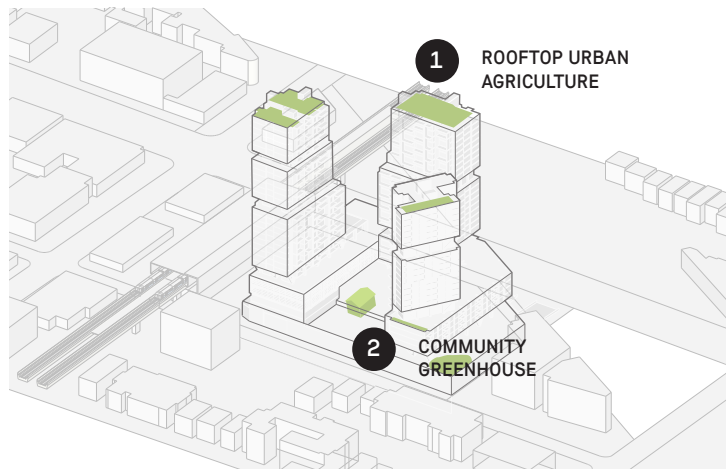 1
ROOFTOP URBAN
AGRICULTURE
2
COMMUNITY
GREENHOUSE